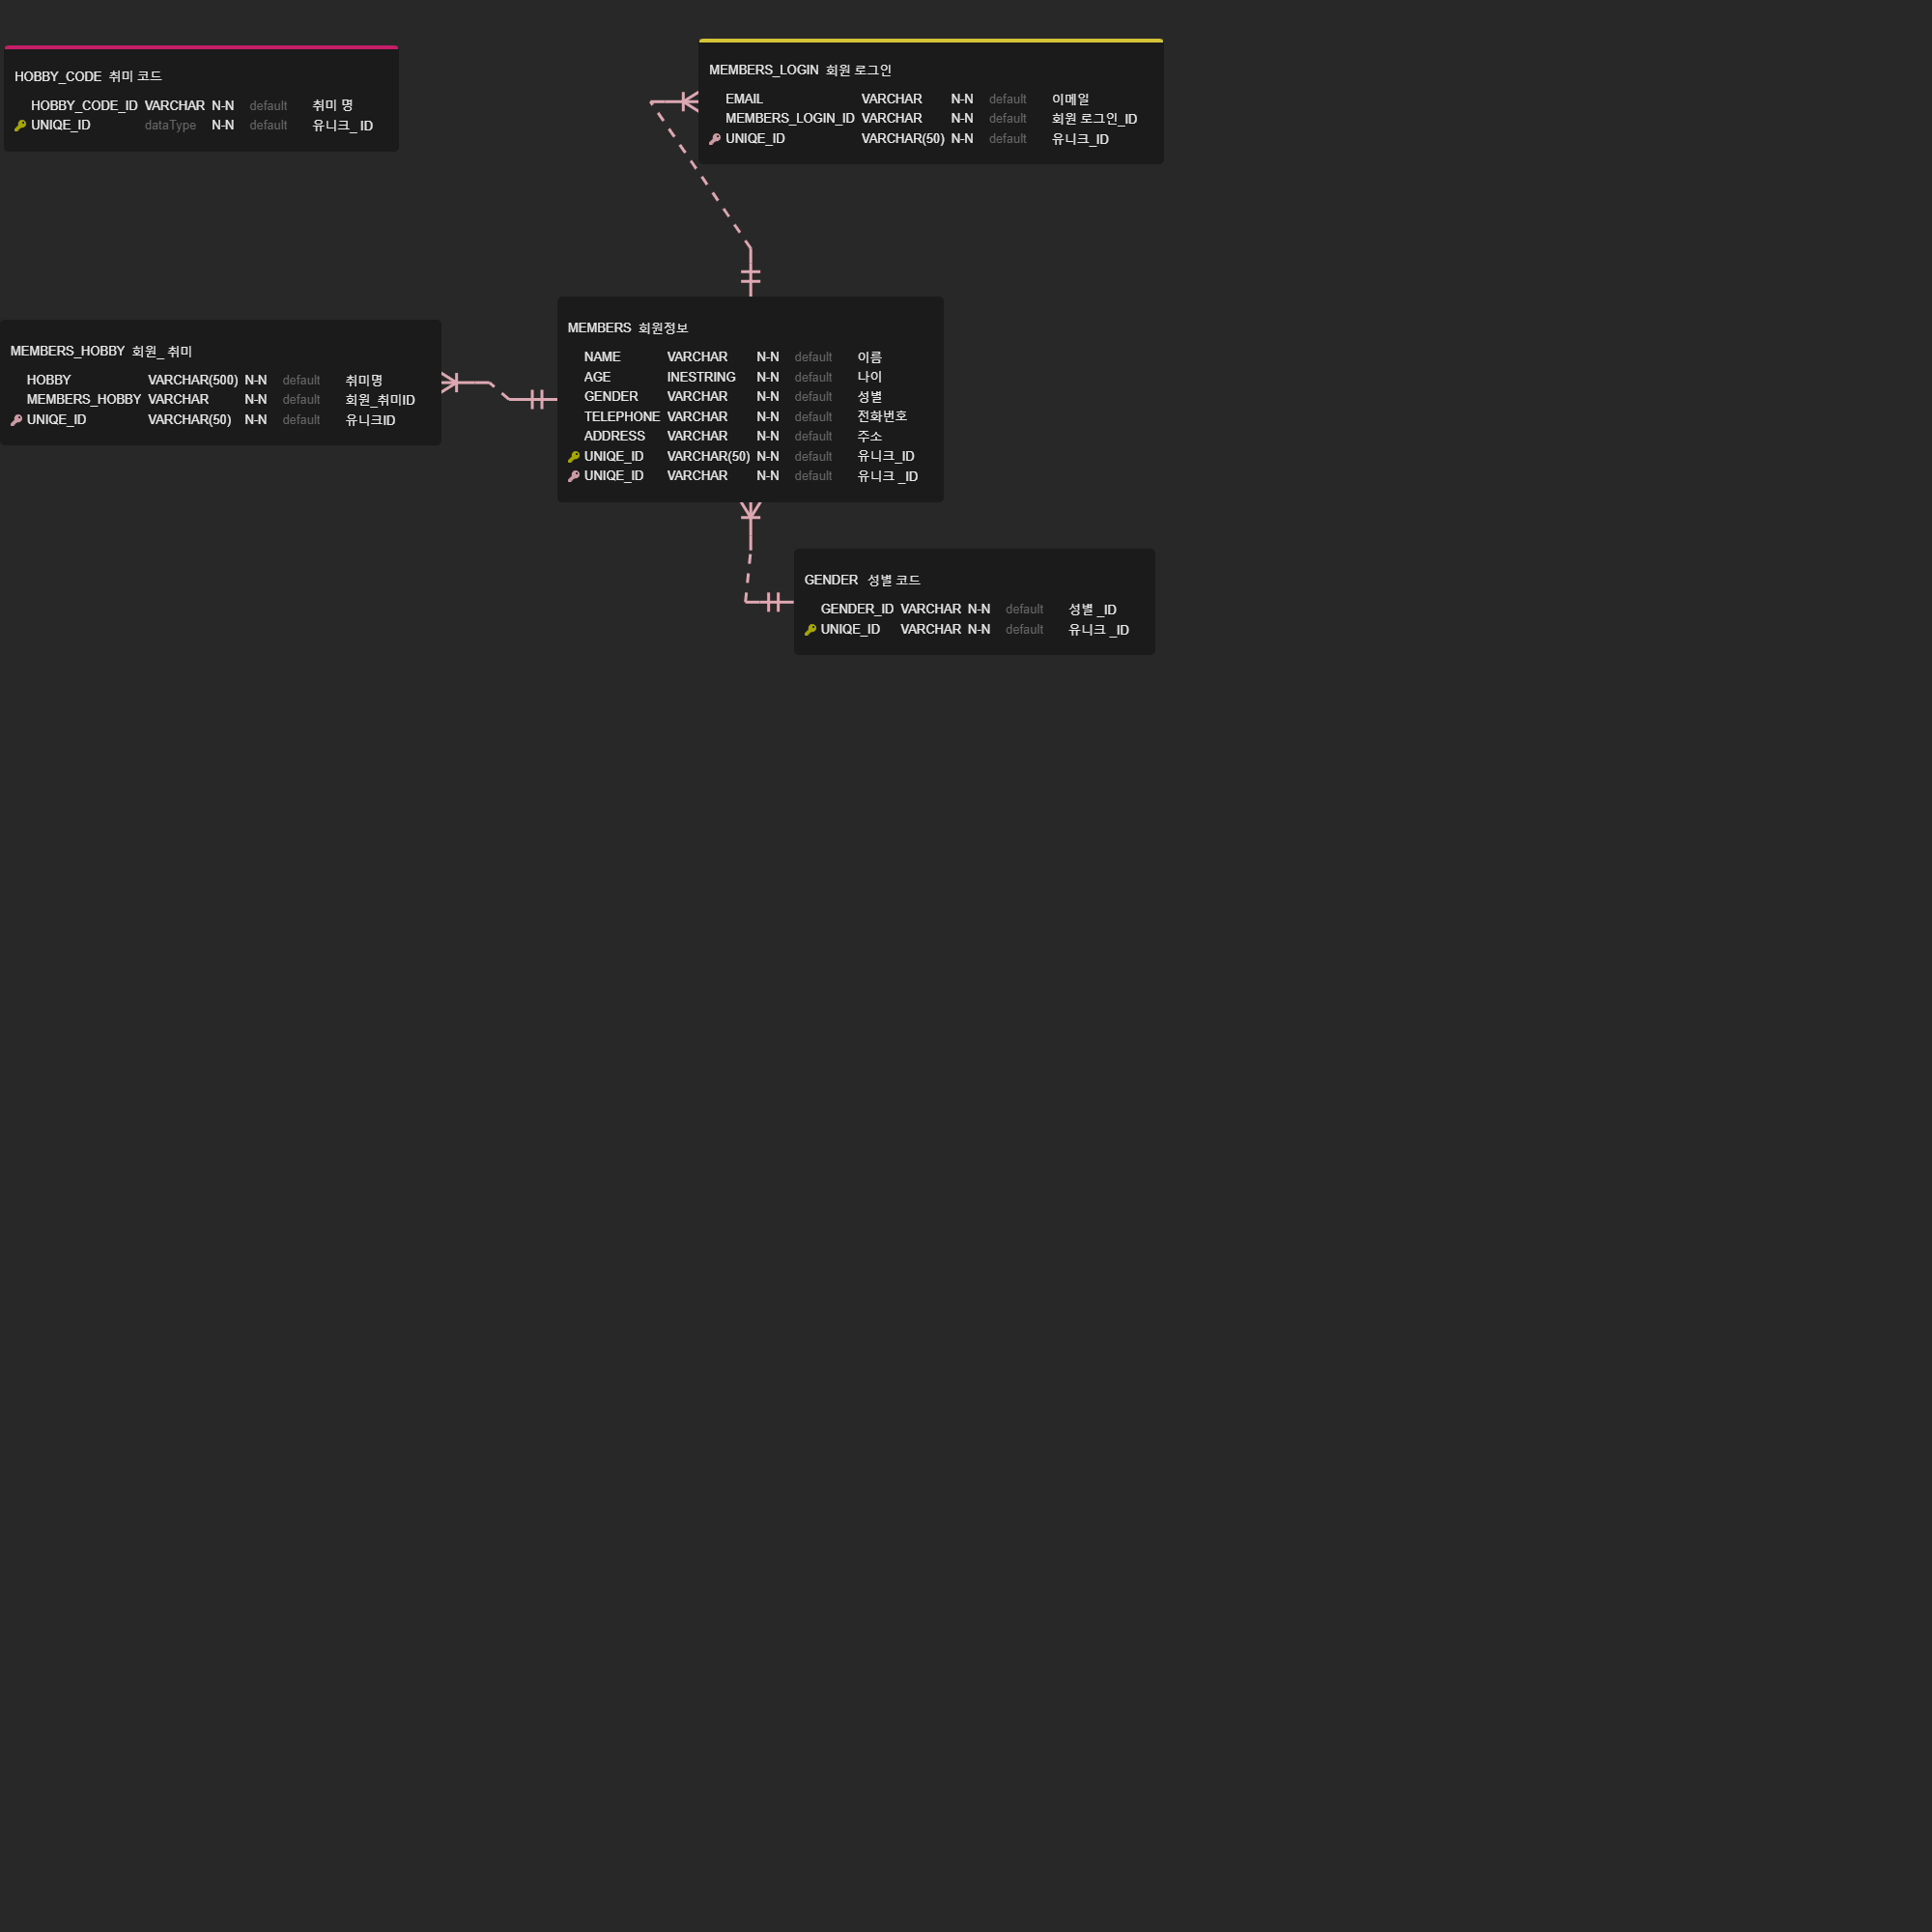 HOBBY_CODE 취미 코드
HOBBY_CODE_ID VARCHAR N-N default 취미 명
UNIQE_ID dataType N-N default 유니크_ ID
MEMBERS_LOGIN 회원 로그인
EMAIL VARCHAR N-N default 이메일
MEMBERS_LOGIN_ID VARCHAR N-N default 회원 로그인_ID
UNIQE_ID VARCHAR(50) N-N default 유니크_ID
MEMBERS_HOBBY 회원_ 취미
HOBBY VARCHAR(500) N-N default 취미명
MEMBERS_HOBBY VARCHAR N-N default 회원_취미ID
UNIQE_ID VARCHAR(50) N-N default 유니크ID
MEMBERS 회원정보
NAME VARCHAR N-N default 이름
AGE INESTRING N-N default 나이
GENDER VARCHAR N-N default 성별
TELEPHONE VARCHAR N-N default 전화번호
ADDRESS VARCHAR N-N default 주소
UNIQE_ID VARCHAR(50) N-N default 유니크_ID
UNIQE_ID VARCHAR N-N default 유니크 _ID
GENDER 성별 코드
GENDER_ID VARCHAR N-N default 성별 _ID
UNIQE_ID VARCHAR N-N default 유니크 _ID